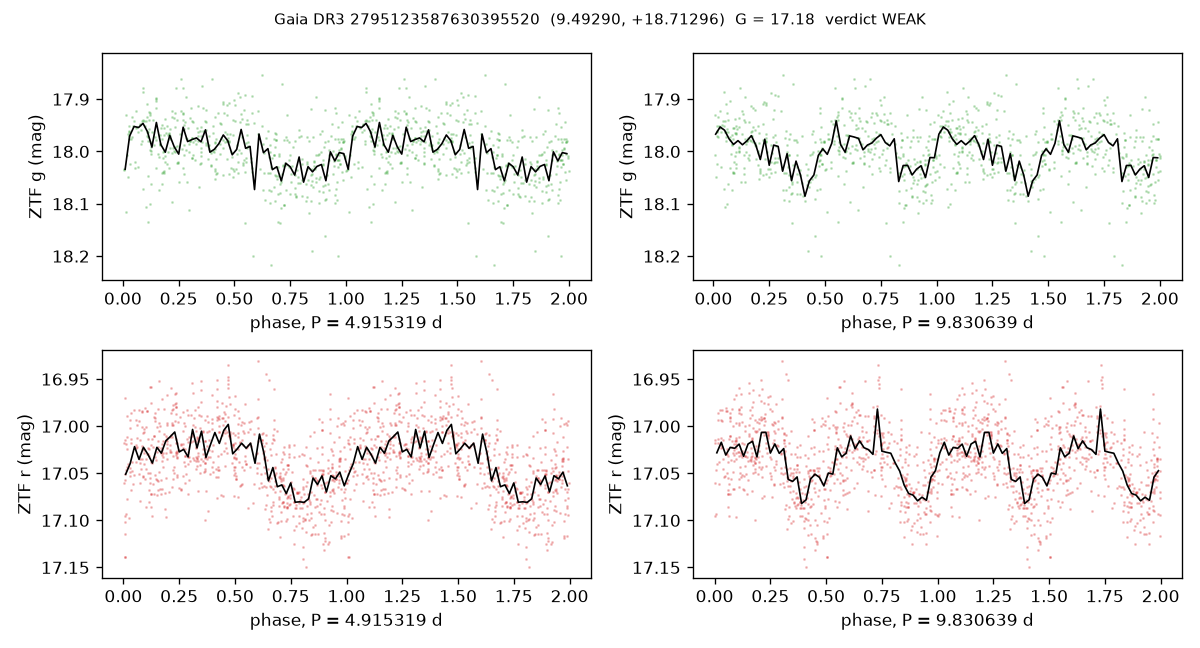 Gaia DR3 2795123587630395520 (9.49290, +18.71296) G = 17.18 verdict WEAK
ZTF g (mag)
17.9
18.0
18.1
18.2
0.00 0.25 0.50 0.75 1.00 1.25 1.50 1.75 2.00
phase, P = 4.915319 d
ZTF g (mag)
17.9
18.0
18.1
18.2
0.00 0.25 0.50 0.75 1.00 1.25 1.50 1.75 2.00
phase, P = 9.830639 d
ZTF r (mag)
16.95
17.00
17.05
17.10
17.15
0.00 0.25 0.50 0.75 1.00 1.25 1.50 1.75 2.00
phase, P = 4.915319 d
ZTF r (mag)
16.95
17.00
17.05
17.10
17.15
0.00 0.25 0.50 0.75 1.00 1.25 1.50 1.75 2.00
phase, P = 9.830639 d